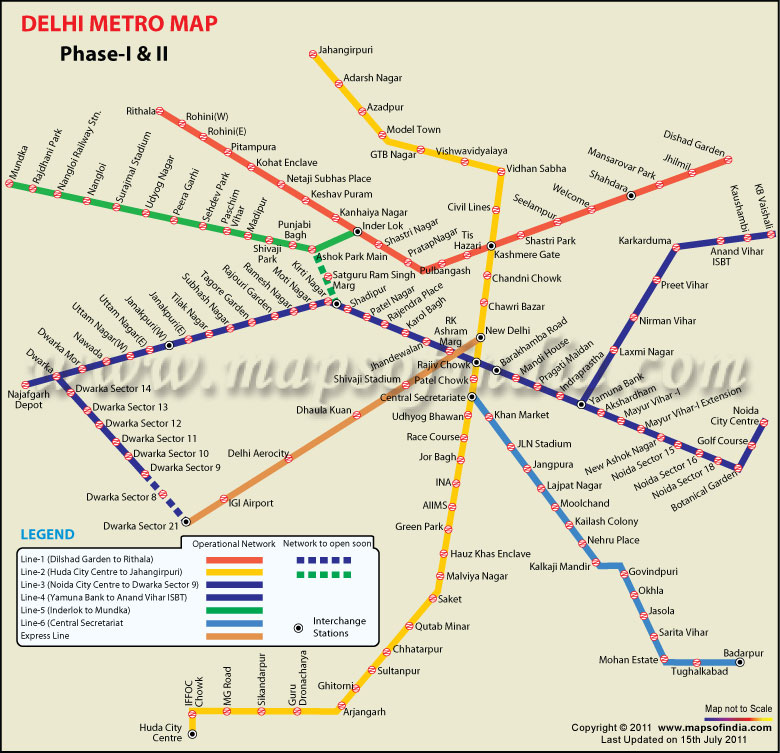 DELHI METRO MAP
Phase-I & II
Jahangirpuri
Adarsh Nagar
Azadpur
Model Town
GTB Nagar
Vishwavidyalaya
Vidhan Sabha
Civil Lines
Rithala
Rohini(W)
Rohini(E)
Pitampura
Kohat Enclave
Netaji Subhas Place
Keshav Puram
Kanhaiya Nagar
Inder Lok
Shastri Nagar
PratapNagar
Pulbangash
Tis
Hazari
Kashmere Gate
Shastri Park
Seelampur
Welcome
Shahdara
Mansarovar Park
Jhilmil
Dishad Garden
Mundka
Rajdhani Park
Nangloi Railway Stn.
Nangloi
Surajmal Stadium
Udyog Nagar
Peera Garhi
Sehdev Park
Paschim
Vihar
Madipur
Shivaji
Park
Punjabi
Bagh
Ashok Park Main
Satguru Ram Singh
Marg
Kirti Nagar
Moti Nagar
Ramesh Nagar
Rajouri Garden
Tagore Garden
Subhash Nagar
Tilak Nagar
Janakpuri(E)
Janakpuri(W)
Uttam Nagar(E)
Uttam Nagar(W)
Nawada
Dwarka Mor
Dwarka
Najafgarh
Depot
Dwarka Sector 14
Dwarka Sector 13
Dwarka Sector 12
Dwarka Sector 11
Dwarka Sector 10
Dwarka Sector 9
Dwarka Sector 8
Dwarka Sector 21
IGI Airport
Delhi Aerocity
Dhaula Kuan
Shivaji Stadium
Shadipur
Patel Nagar
Rajendra Place
Karol Bagh
Jhandewalan
RK
Ashram
Marg
Rajiv Chowk
Chandni Chowk
Chawri Bazar
New Delhi
Barakhamba Road
Mandi House
Pragati Maidan
Indraprastha
Yamuna Bank
Akshardham
Mayur Vihar-I
Mayur Vihar-I Extension
New Ashok Nagar
Noida Sector 15
Noida Sector 16
Noida Sector 18
Botanical Garden
Golf Course
Noida
City Centre
Laxmi Nagar
Nirman Vihar
Preet Vihar
Karkarduma
Anand Vihar
ISBT
Kaushambi
KB Vaishali
Patel Chowk
Central Secretariate
Udhyog Bhawan
Race Course
Jor Bagh
INA
AIIMS
Green Park
Hauz Khas Enclave
Malviya Nagar
Saket
Qutab Minar
Chhatarpur
Sultanpur
Ghitorni
Arjangarh
Guru
Dronacharya
Sikandarpur
MG Road
IFFOC
Chowk
Huda City
Centre
Khan Market
JLN Stadium
Jangpura
Lajpat Nagar
Moolchand
Kailash Colony
Nehru Place
Kalkaji Mandir
Govindpuri
Okhla
Jasola
Sarita Vihar
Mohan Estate
Tughalkabad
Badarpur
www.mapsofindia.com
LEGEND
Operational Network
Network to open soon
Line-1 (Dilshad Garden to Rithala)
Line-2 (Huda City Centre to Jahangirpuri)
Line-3 (Noida City Centre to Dwarka Sector 9)
Line-4 (Yamuna Bank to Anand Vihar ISBT)
Line-5 (Inderlok to Mundka)
Line-6 (Central Secretariat
Express Line
Interchange
Stations
Map not to Scale
Copyright © 2011 www.mapsofindia.com
Last Updated on 15th July 2011